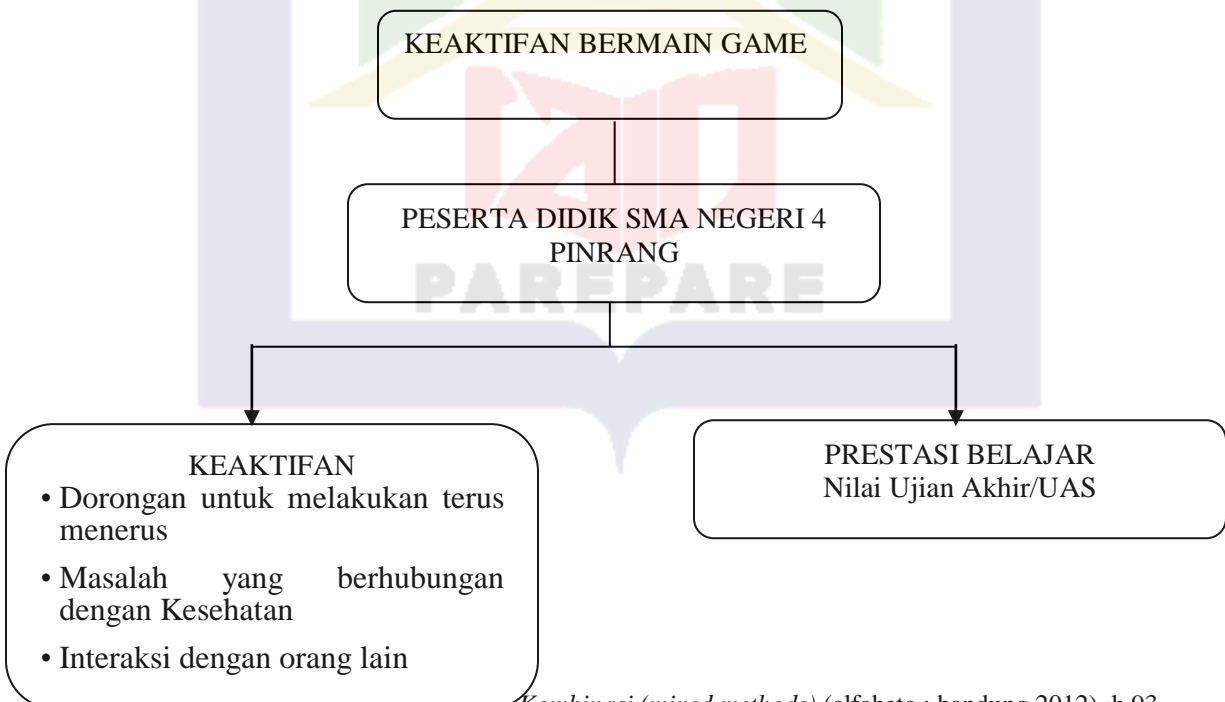 KEAKTIFAN BERMAIN GAME
PESERTA DIDIK SMA NEGERI 4
PINRANG
PAREPARE
KEAKTIFAN
• Dorongan untuk melakukan terus
menerus
• Masalah yang berhubungan
dengan Kesehatan
• Interaksi dengan orang lain
PRESTASI BELAJAR
Nilai Ujian Akhir/UAS
Kombinasi (mixed methods) (alfabeta : bandung 2012), h.93